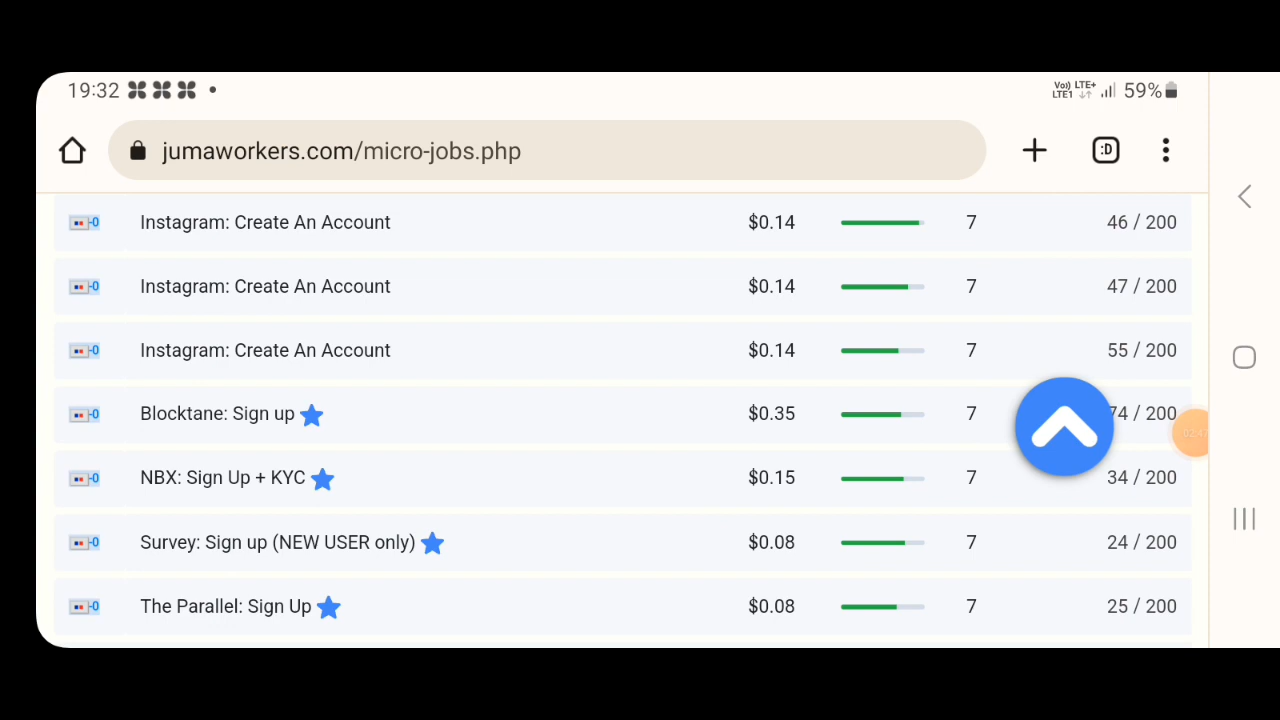 19:32 Vo)) LTE+ LTE1 59%
jumaworkers.com/micro-jobs.php :D
Instagram: Create An Account $0.14 7 46 / 200
Instagram: Create An Account $0.14 7 47 / 200
Instagram: Create An Account $0.14 7 55 / 200
Blocktane: Sign up $0.35 7 74 / 200
NBX: Sign Up + KYC $0.15 7 34 / 200
Survey: Sign up (NEW USER only) $0.08 7 24 / 200
The Parallel: Sign Up $0.08 7 25 / 200